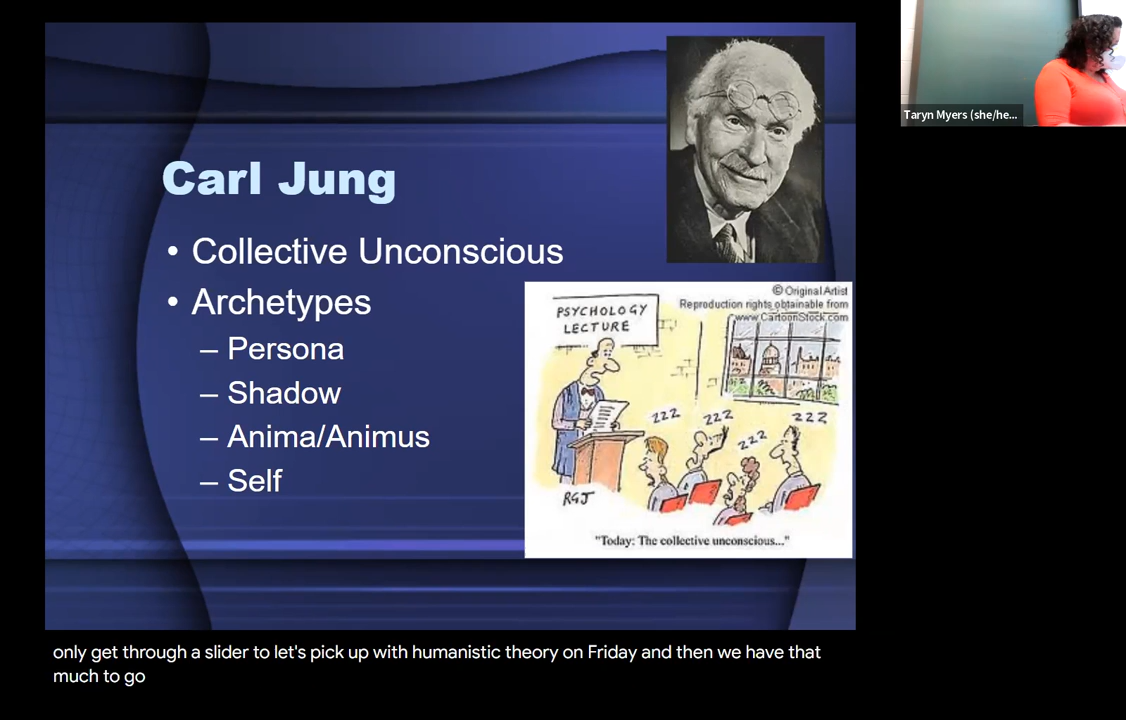 Taryn Myers (she/he...
Carl Jung
• Collective Unconscious
• Archetypes
– Persona
– Shadow
– Anima/Animus
– Self
© Original Artist
Reproduction rights obtainable from
www.CartoonStock.com
PSYCHOLOGY
LECTURE
ZZZ
ZZZ
ZZZ
ZZZ
RGJ
"Today: The collective unconscious..."
only get through a slider to let's pick up with humanistic theory on Friday and then we have that
much to go